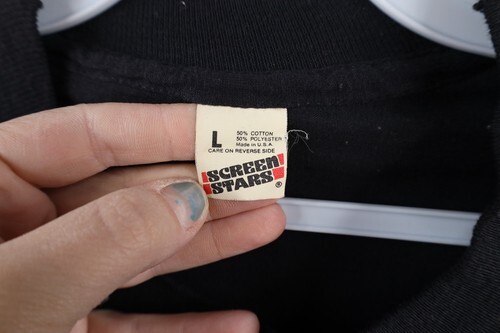 L
50% COTTON
50% POLYESTER
Made in U.S.A.
CARE ON REVERSE SIDE
SCREEN
STARS®